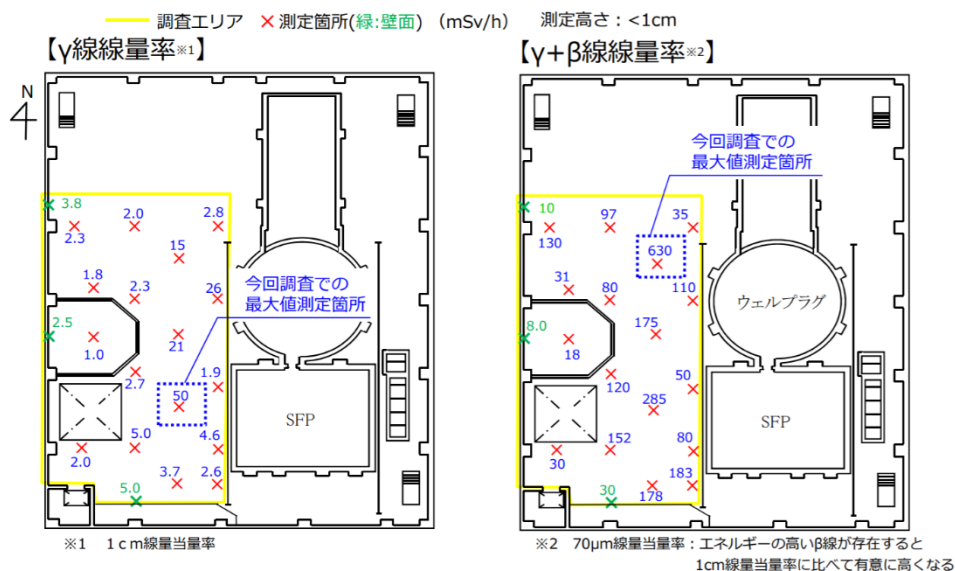 調査エリア ×測定箇所(緑:壁面) (mSv/h) 測定高さ:<1cm
【γ線線量率※1】
N
3.8
2.3
2.0
2.8
15
1.8
2.3
26
今回調査での
最大値測定箇所
2.5
1.0
21
2.7
1.9
50
SFP
2.0
5.0
4.6
3.7
2.6
5.0
※1 1cm線量当量率
【γ+β線線量率※2】
今回調査での
最大値測定箇所
10
130
97
35
630
31
80
110
ウェルプラグ
8.0
18
175
120
50
285
SFP
30
152
80
183
178
30
※2 70μm線量当量率:エネルギーの高いβ線が存在すると
1cm線量当量率に比べて有意に高くなる